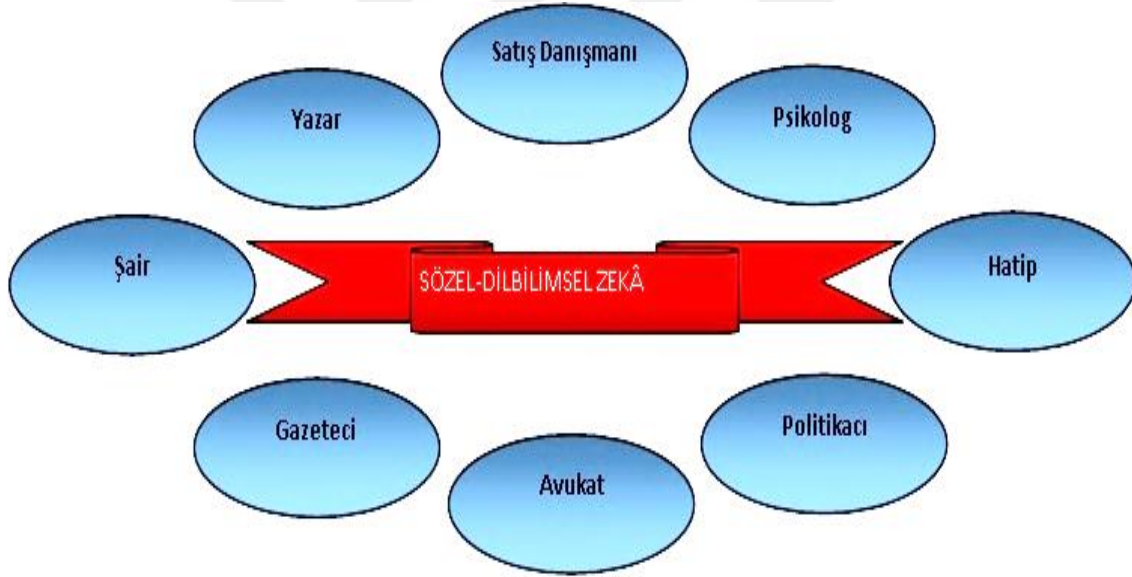 Satış Danışmanı
Yazar
Psikolog
Şair
SÖZEL-DİLBİLİMSEL ZEKÂ
Hatip
Gazeteci
Politikacı
Avukat